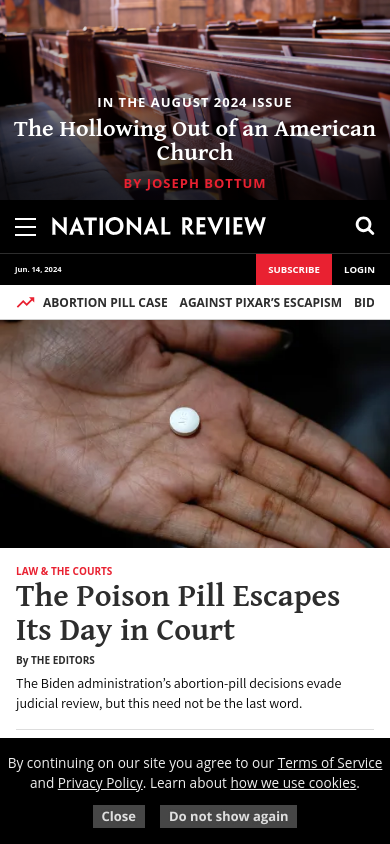 IN THE AUGUST 2024 ISSUE
The Hollowing Out of an American
Church
BY JOSEPH BOTTUM
NATIONAL REVIEW
Jun. 14, 2024
SUBSCRIBE
LOGIN
ABORTION PILL CASE AGAINST PIXAR’S ESCAPISM BID
LAW & THE COURTS
The Poison Pill Escapes
Its Day in Court
By THE EDITORS
The Biden administration’s abortion-pill decisions evade
judicial review, but this need not be the last word.
By continuing on our site you agree to our Terms of Service
and Privacy Policy. Learn about how we use cookies.
Close
Do not show again